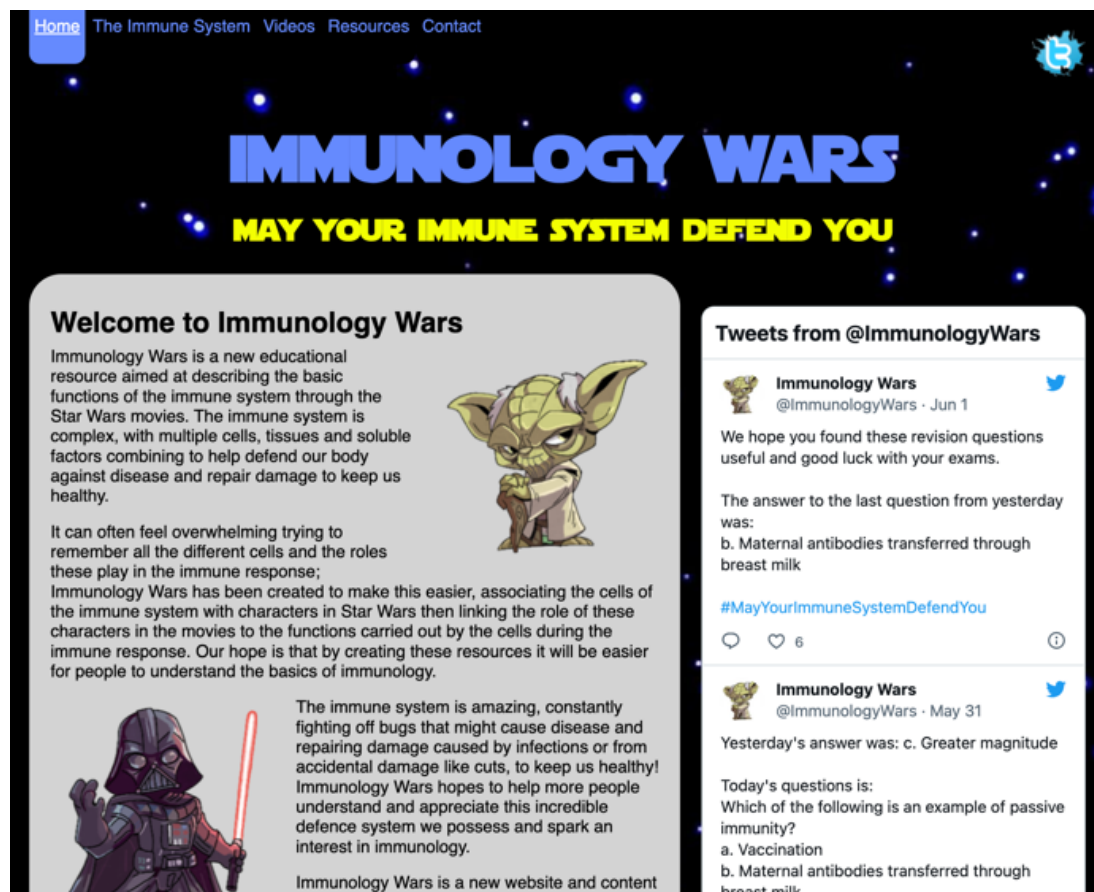 Home The Immune System Videos Resources Contact
IMMUNOLOGY WARS
MAY YOUR IMMUNE SYSTEM DEFEND YOU
Welcome to Immunology Wars
Immunology Wars is a new educational
resource aimed at describing the basic
functions of the immune system through the
Star Wars movies. The immune system is
complex, with multiple cells, tissues and soluble
factors combining to help defend our body
against disease and repair damage to keep us
healthy.
It can often feel overwhelming trying to
remember all the different cells and the roles
these play in the immune response;
Immunology Wars has been created to make this easier, associating the cells of
the immune system with characters in Star Wars then linking the role of these
characters in the movies to the functions carried out by the cells during the
immune response. Our hope is that by creating these resources it will be easier
for people to understand the basics of immunology.
The immune system is amazing, constantly
fighting off bugs that might cause disease and
repairing damage caused by infections or from
accidental damage like cuts, to keep us healthy!
Immunology Wars hopes to help more people
understand and appreciate this incredible
defence system we possess and spark an
interest in immunology.
Immunology Wars is a new website and content
Tweets from @ImmunologyWars
Immunology Wars
@ImmunologyWars · Jun 1
We hope you found these revision questions
useful and good luck with your exams.
The answer to the last question from yesterday
was:
b. Maternal antibodies transferred through
breast milk
#MayYourImmuneSystemDefendYou
6
Immunology Wars
@ImmunologyWars · May 31
Yesterday's answer was: c. Greater magnitude
Today's questions is:
Which of the following is an example of passive
immunity?
a. Vaccination
b. Maternal antibodies transferred through
breast milk